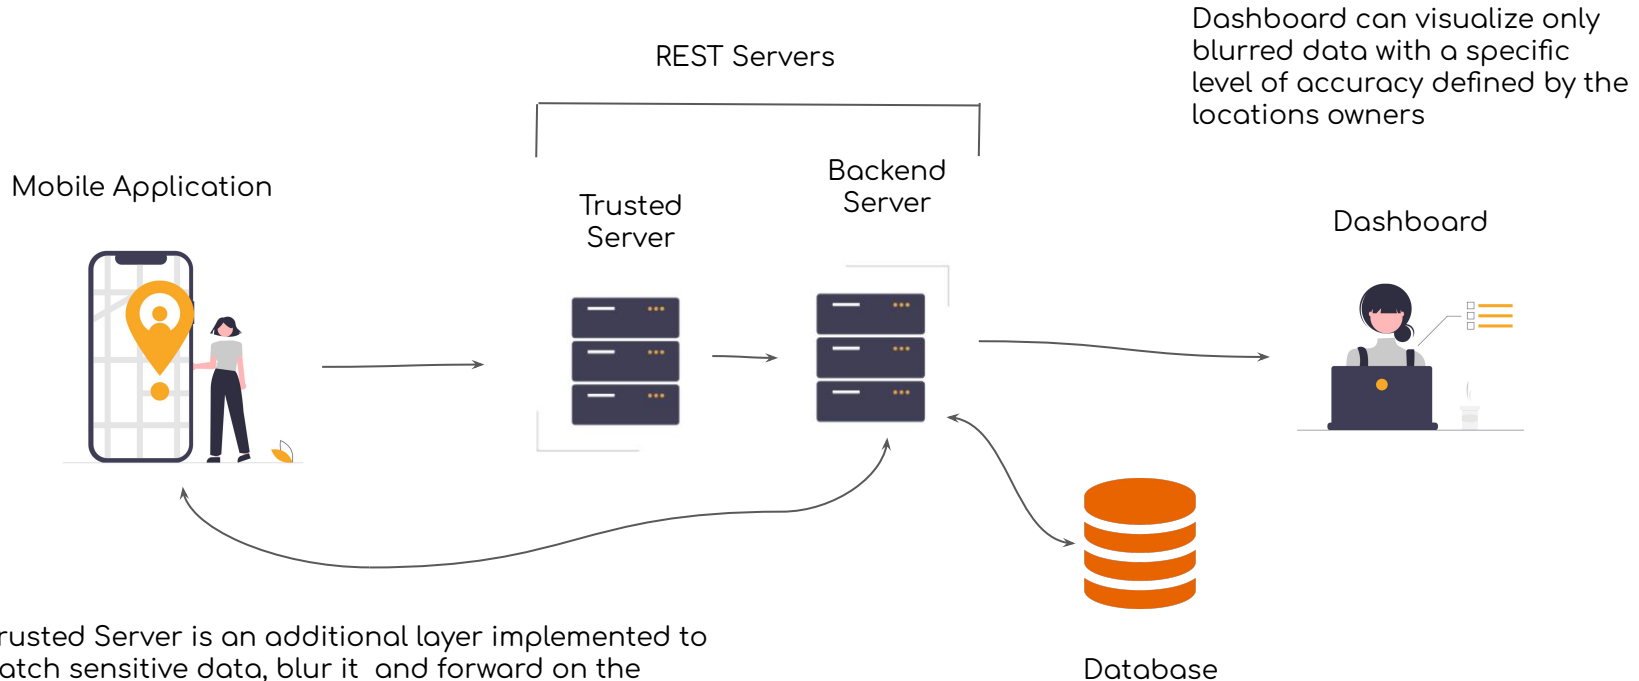 Dashboard can visualize only
blurred data with a specific
level of accuracy defined by the
locations owners
REST Servers
Mobile Application
Trusted
Server
Backend
Server
Dashboard
rusted Server is an additional layer implemented to
atch sensitive data, blur it and forward on the
Database